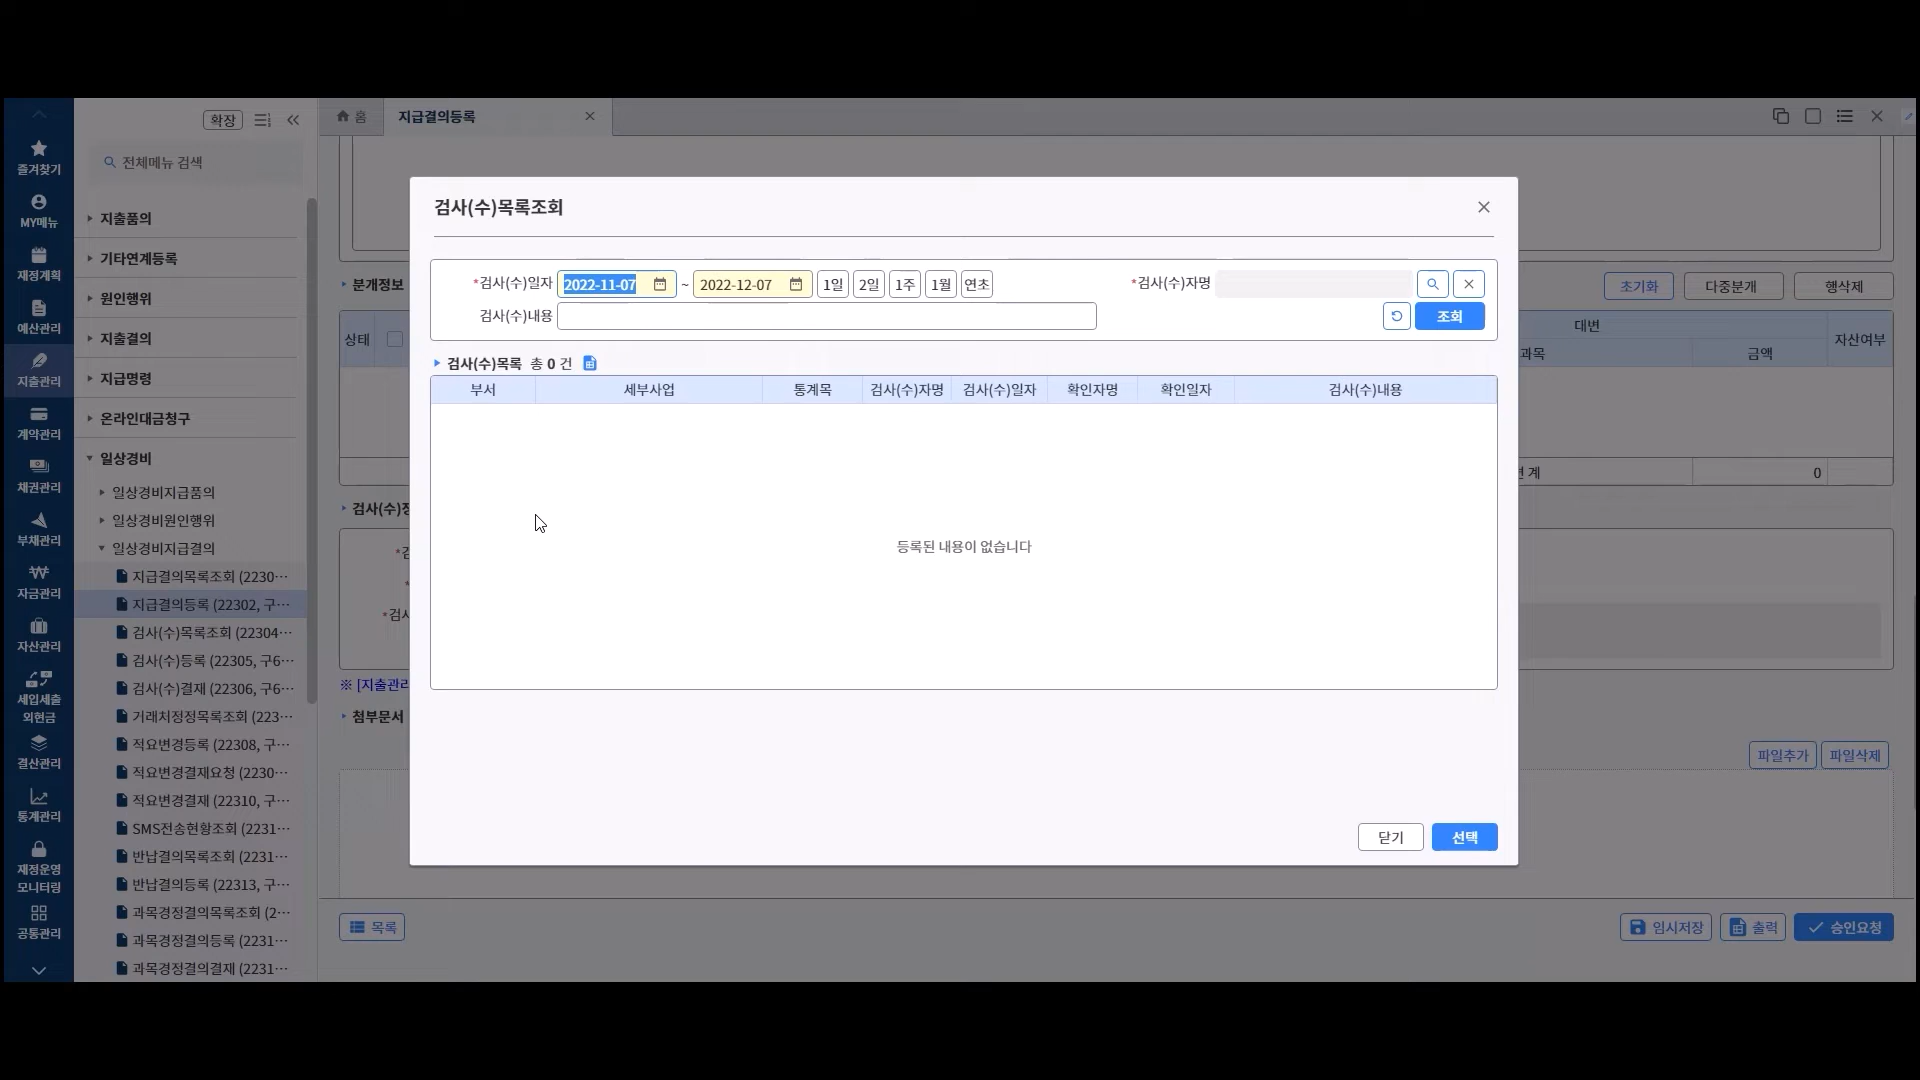 즐겨찾기
MY메뉴
재정계획
예산관리
지출관리
계약관리
채권관리
부채관리
자금관리
자산관리
세입세출
외현금
결산관리
통계관리
재정운영
모니터링
공통관리
확장
전체메뉴 검색
지출품의
기타연계등록
원인행위
지출결의
지급명령
온라인대금청구
일상경비
일상경비지급품의
일상경비원인행위
일상경비지급결의
지급결의목록조회 (2230···
지급결의등록 (22302, 구···
검사(수)목록조회 (22304···
검사(수)등록 (22305, 구6···
검사(수)결재 (22306, 구6···
거래처정정목록조회 (223···
적요변경등록 (22308, 구···
적요변경결재요청 (2230···
적요변경결재 (22310, 구···
SMS전송현황조회 (2231···
반납결의목록조회 (2231···
반납결의등록 (22313, 구···
과목경정결의목록조회 (2···
과목경정결의등록 (2231···
과목경정결의결재 (2231···
홈 지급결의등록
분개정보 초기화 다중분개 행삭제
상태 대변 자산여부
과목 금액
계 0
검사(수)
*검
*검사
※ [지출관리
첨부문서
파일추가 파일삭제
목록 임시저장 출력 승인요청
검사(수)목록조회
*검사(수)일자 2022-11-07 ~ 2022-12-07 1일 2일 1주 1월 연초 *검사(수)자명
검사(수)내용 조회
검사(수)목록 총 0 건
부서 세부사업 통계목 검사(수)자명 검사(수)일자 확인자명 확인일자 검사(수)내용
등록된 내용이 없습니다
닫기 선택